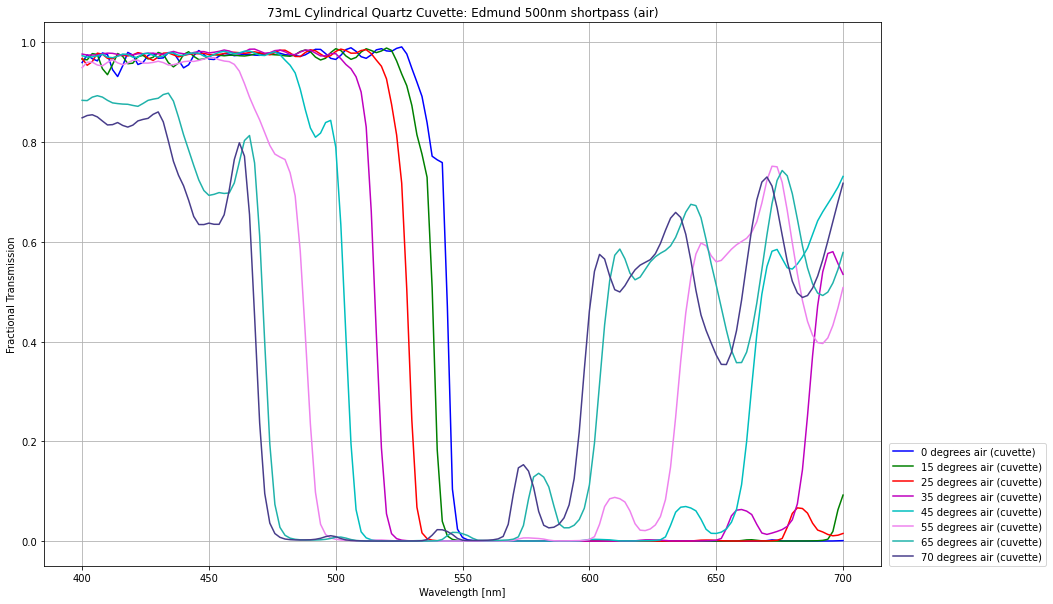 73mL Cylindrical Quartz Cuvette: Edmund 500nm shortpass (air)
1.0
0.8
0.6
0.4
0.2
0.0
Fractional Transmission
400
450
500
550
600
650
700
Wavelength [nm]
0 degrees air (cuvette)
15 degrees air (cuvette)
25 degrees air (cuvette)
35 degrees air (cuvette)
45 degrees air (cuvette)
55 degrees air (cuvette)
65 degrees air (cuvette)
70 degrees air (cuvette)